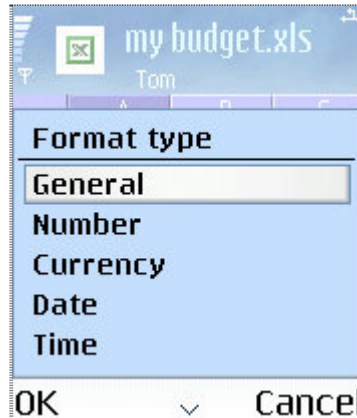 my budget.xls
Tom
A B C
Format type
General
Number
Currency
Date
Time
OK Cancel